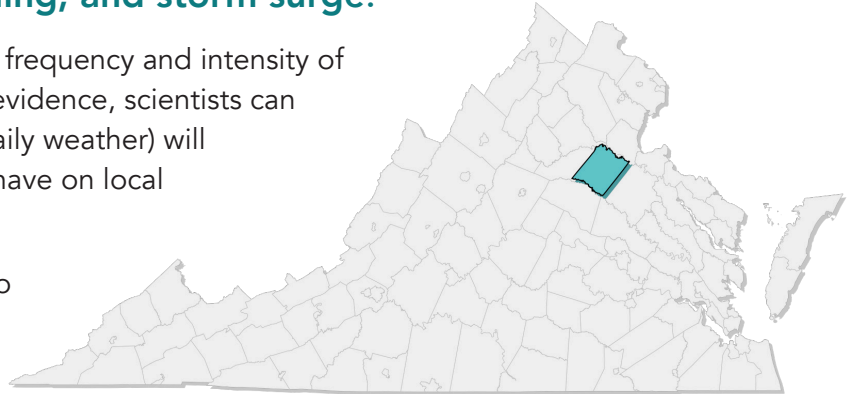 ing, and storm surge.
frequency and intensity of
evidence, scientists can
aily weather) will
have on local
o